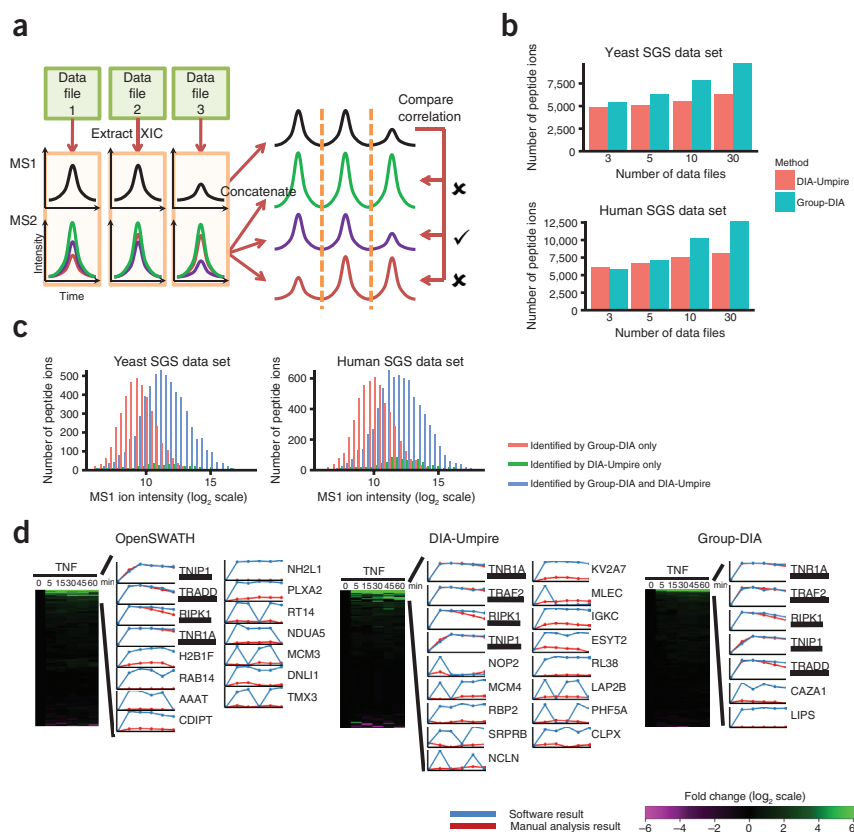 a
Data file 1
Data file 2
Data file 3
Extract XIC
MS1
MS2
Intensity
Time
Concatenate
Compare correlation
✘
✓
✘
b
Yeast SGS data set
Number of peptide ions
7,500
5,000
2,500
0
3 5 10 30
Number of data files
Human SGS data set
Number of peptide ions
12,500
10,000
7,500
5,000
2,500
0
3 5 10 30
Number of data files
Method
DIA-Umpire
Group-DIA
c
Yeast SGS data set
Number of peptide ions
500
400
300
200
100
0
10 15
MS1 ion intensity (log2 scale)
Human SGS data set
Number of peptide ions
600
400
200
0
10 15
MS1 ion intensity (log2 scale)
Identified by Group-DIA only
Identified by DIA-Umpire only
Identified by Group-DIA and DIA-Umpire
d
OpenSWATH
TNF
0 5 15 30 45 60 min
TNIP1
TRADD
RIPK1
TNR1A
H2B1F
RAB14
AAAT
CDIPT
NH2L1
PLXA2
RT14
NDUA5
MCM3
DNLI1
TMX3
DIA-Umpire
TNF
0 5 15 30 45 60 min
TNR1A
TRAF2
RIPK1
TNIP1
NOP2
MCM4
RBP2
SRPRB
NCLN
KV2A7
MLEC
IGKC
ESYT2
RL38
LAP2B
PHF5A
CLPX
Group-DIA
TNF
0 5 15 30 45 60 min
TNR1A
TRAF2
RIPK1
TNIP1
TRADD
CAZA1
LIPS
Software result
Manual analysis result
Fold change (log2 scale)
−6 −4 −2 0 2 4 6